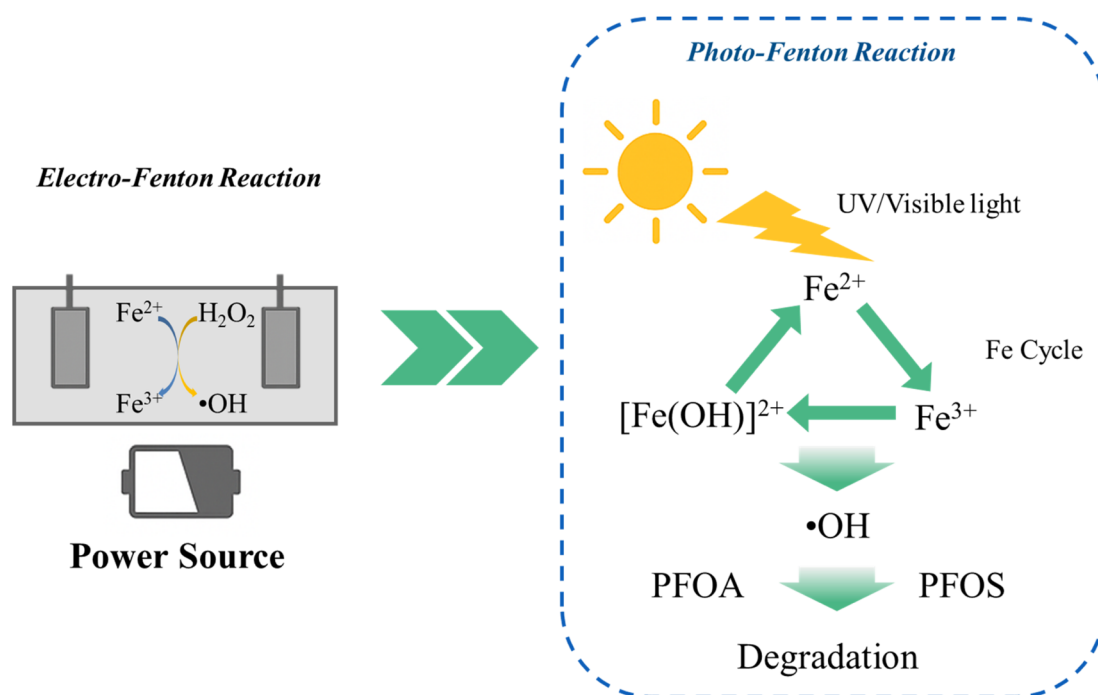 Electro-Fenton Reaction
Fe²⁺ H₂O₂
Fe³⁺ •OH
Power Source
Photo-Fenton Reaction
UV/Visible light
Fe²⁺
Fe Cycle
[Fe(OH)]²⁺ Fe³⁺
•OH
PFOA PFOS
Degradation